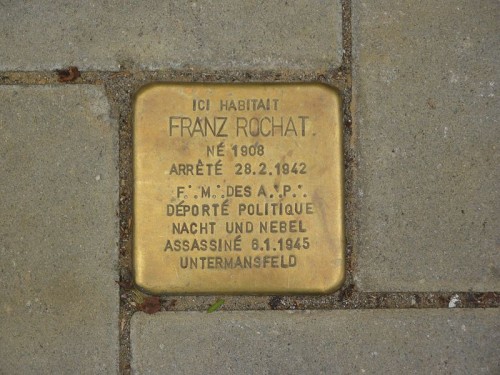 ICI HABITAIT
FRANZ ROCHAT
NÉ 1908
ARRÊTÉ 28.2.1942
F∴ M∴ DES A∴P∴
DÉPORTÉ POLITIQUE
NACHT UND NEBEL
ASSASSINÉ 6.1.1945
UNTERMANSFELD